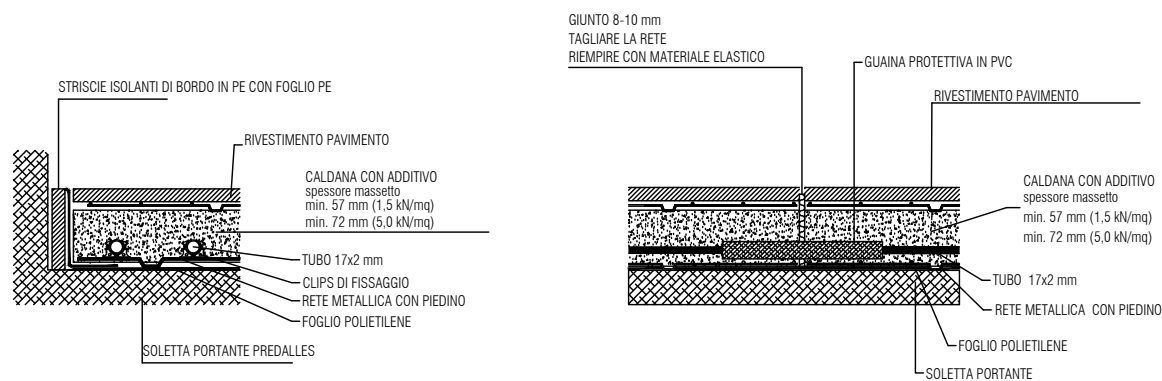 STRISCIE ISOLANTI DI BORDO IN PE CON FOGLIO PE
RIVESTIMENTO PAVIMENTO
CALDANA CON ADDITIVO
spessore massetto
min. 57 mm (1,5 kN/mq)
min. 72 mm (5,0 kN/mq)
TUBO 17x2 mm
CLIPS DI FISSAGGIO
RETE METALLICA CON PIEDINO
FOGLIO POLIETILENE
SOLETTA PORTANTE PREDALLES
GIUNTO 8-10 mm
TAGLIARE LA RETE
RIEMPIRE CON MATERIALE ELASTICO
GUAINA PROTETTIVA IN PVC
RIVESTIMENTO PAVIMENTO
CALDANA CON ADDITIVO
spessore massetto
min. 57 mm (1,5 kN/mq)
min. 72 mm (5,0 kN/mq)
TUBO 17x2 mm
RETE METALLICA CON PIEDINO
FOGLIO POLIETILENE
SOLETTA PORTANTE